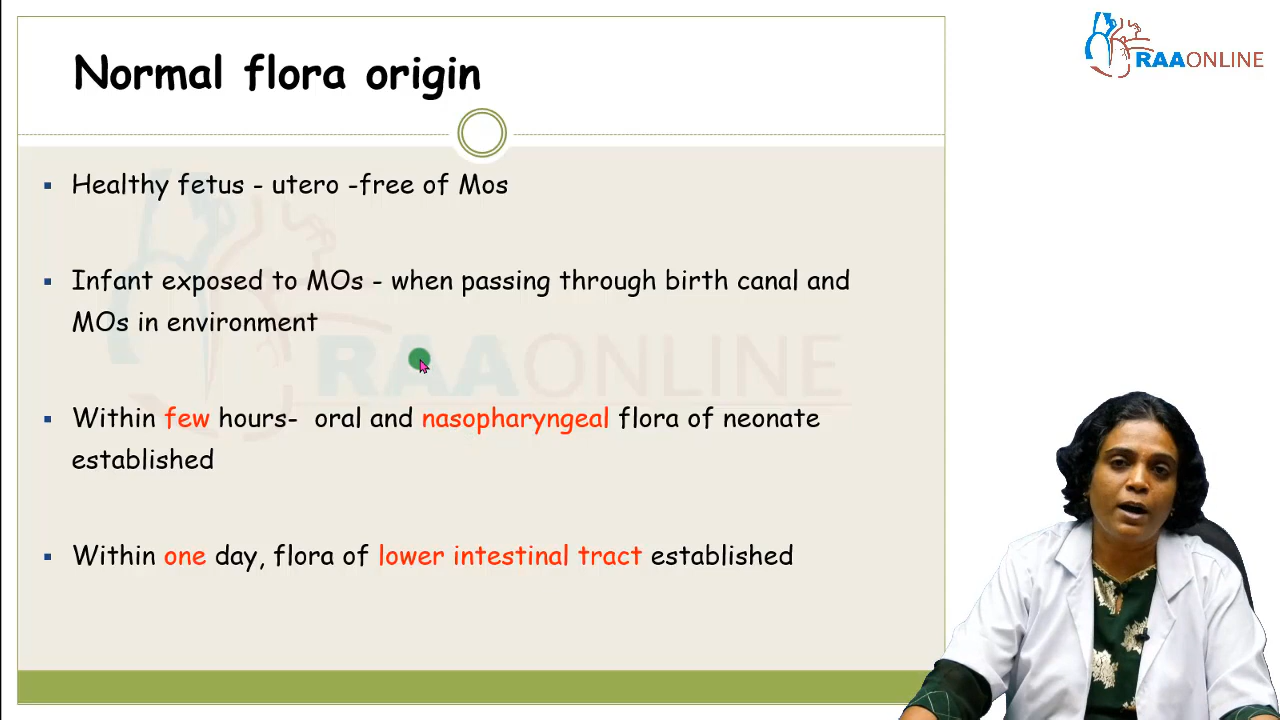 Normal flora origin
RAAONLINE
Healthy fetus - utero -free of Mos
Infant exposed to MOs - when passing through birth canal and
MOs in environment
RAAONLINE
Within few hours- oral and nasopharyngeal flora of neonate
established
Within one day, flora of lower intestinal tract established